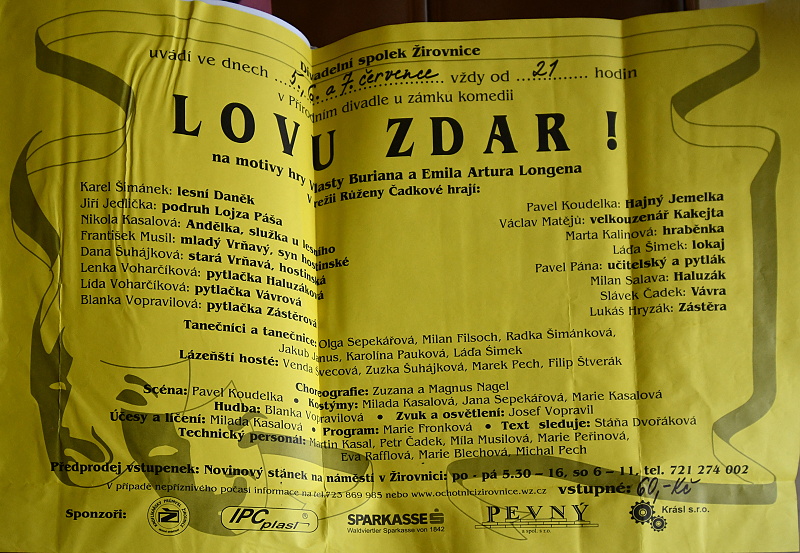 Divadelní spolek Žirovnice
uvádí ve dnech 5., 6. a 7. července vždy od 21 hodin
v Přírodním divadle u zámku komedii
LOVU ZDAR !
na motivy hry Vlasty Buriana a Emila Artura Longena
V režii Růženy Čadkové hrají:
Karel Šimánek: lesní Daněk
Jiří Jedlička: podruh Lojza Páša
Nikola Kasalová: Andělka, služka u lesního
František Musil: mladý Vrňavý, syn hostinské
Dana Šuhájková: stará Vrňavá, hostinská
Lenka Voharčíková: pytlačka Haluzáková
Lída Voharčíková: pytlačka Vávrová
Blanka Vopravilová: pytlačka Zástěrová
Pavel Koudelka: Hajný Jemelka
Václav Matějů: velkouzenář Kakejta
Marta Kalinová: hraběnka
Láďa Šimek: lokaj
Pavel Pána: učitelský a pytlák
Milan Salava: Haluzák
Slávek Čadek: Vávra
Lukáš Hryzák: Zástěra
Tanečníci a tanečnice: Olga Sepekářová, Milan Filsoch, Radka Šimánková,
Jakub Janus, Karolína Pauková, Láďa Šimek
Lázeňští hosté: Venda Švecová, Zuzka Šuhájková, Marek Pech, Filip Štverák
Choreografie: Zuzana a Magnus Nagel
Scéna: Pavel Koudelka • Kostýmy: Milada Kasalová, Jana Sepekářová, Marie Kasalová
Hudba: Blanka Vopravilová • Zvuk a osvětlení: Josef Vopravil
Účesy a líčení: Milada Kasalová • Program: Marie Fronková • Text sleduje: Stáňa Dvořáková
Technický personál: Martin Kasal, Petr Čadek, Míla Musilová, Marie Peřinová,
Eva Rafflová, Marie Blechová, Michal Pech
Předprodej vstupenek: Novinový stánek na náměstí v Žirovnici: po - pá 5.30 – 16, so 6 – 11, tel. 721 274 002
V případě nepříznivého počasí informace na tel. 723 869 985 nebo www.ochotnicizirovnice.wz.cz vstupné: 60,- Kč
Sponzoři:
IPC plast
SPARKASSE
Waldviertler Sparkasse von 1842
PEVNÝ
a spol. s r.o.
Krásl s.r.o.